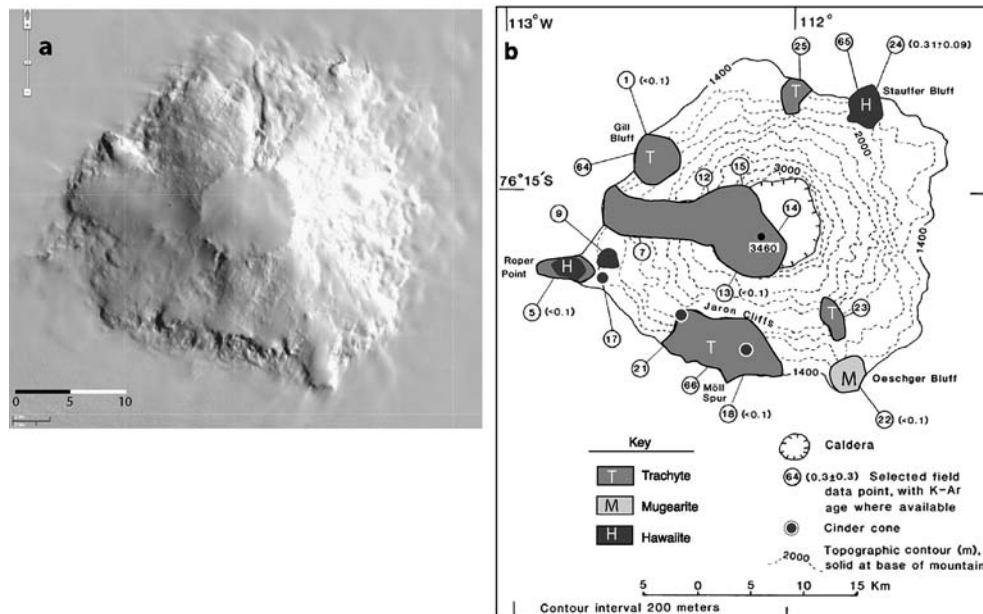 a
0 5 10
b
113°W
112°
25
65
24 (0.31±0.09)
1 (<0.1)
1400
Stauffer Bluff
T
H
Gill
Bluff
2000
64
T
15
12
3000
76°15'S
9
14
7
3460
1400
Roper
Point
H
13 (<0.1)
T
23
5 (<0.1)
17
Jaron Cliffs
21
T
1400
Oeschger Bluff
66
Möll
Spur
M
18 (<0.1)
22 (<0.1)
Key
Caldera
T Trachyte
64 (0.3±0.3) Selected field
data point, with K-Ar
age where available
M Mugearite
Cinder cone
H Hawaiite
2000 Topographic contour (m),
solid at base of mountain
5 0 5 10 15 Km
Contour interval 200 meters